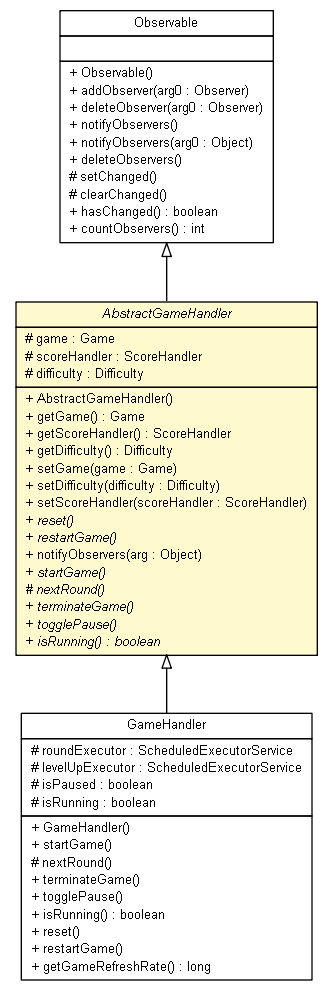 Observable
+ Observable()
+ addObserver(arg0 : Observer)
+ deleteObserver(arg0 : Observer)
+ notifyObservers()
+ notifyObservers(arg0 : Object)
+ deleteObservers()
# setChanged()
# clearChanged()
+ hasChanged() : boolean
+ countObservers() : int
AbstractGameHandler
# game : Game
# scoreHandler : ScoreHandler
# difficulty : Difficulty
+ AbstractGameHandler()
+ getGame() : Game
+ getScoreHandler() : ScoreHandler
+ getDifficulty() : Difficulty
+ setGame(game : Game)
+ setDifficulty(difficulty : Difficulty)
+ setScoreHandler(scoreHandler : ScoreHandler)
+ reset()
+ restartGame()
+ notifyObservers(arg : Object)
+ startGame()
# nextRound()
+ terminateGame()
+ togglePause()
+ isRunning() : boolean
GameHandler
# roundExecutor : ScheduledExecutorService
# levelUpExecutor : ScheduledExecutorService
# isPaused : boolean
# isRunning : boolean
+ GameHandler()
+ startGame()
# nextRound()
+ terminateGame()
+ togglePause()
+ isRunning() : boolean
+ reset()
+ restartGame()
+ getGameRefreshRate() : long